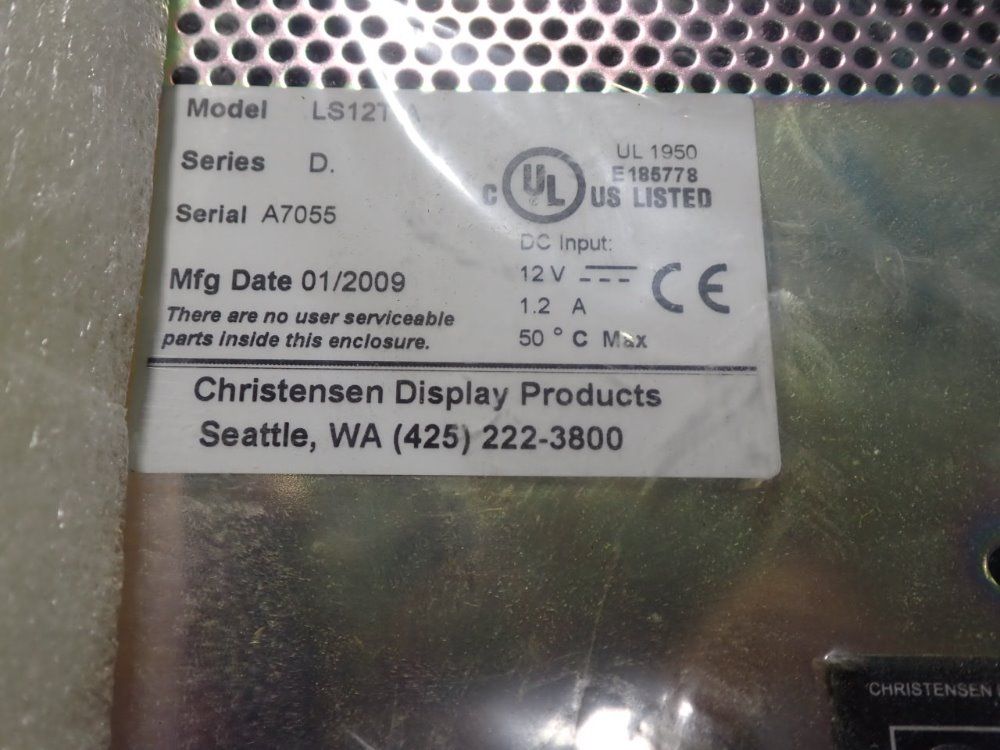 Model
Series D.
Serial A7055
Mfg Date 01/2009
There are no user serviceable
parts inside this enclosure.
UL 1950
E185778
C UL US LISTED
DC Input:
12 V
1.2 A
CE
50 ° C Max
Christensen Display Products
Seattle, WA (425) 222-3800
CHRISTENSEN